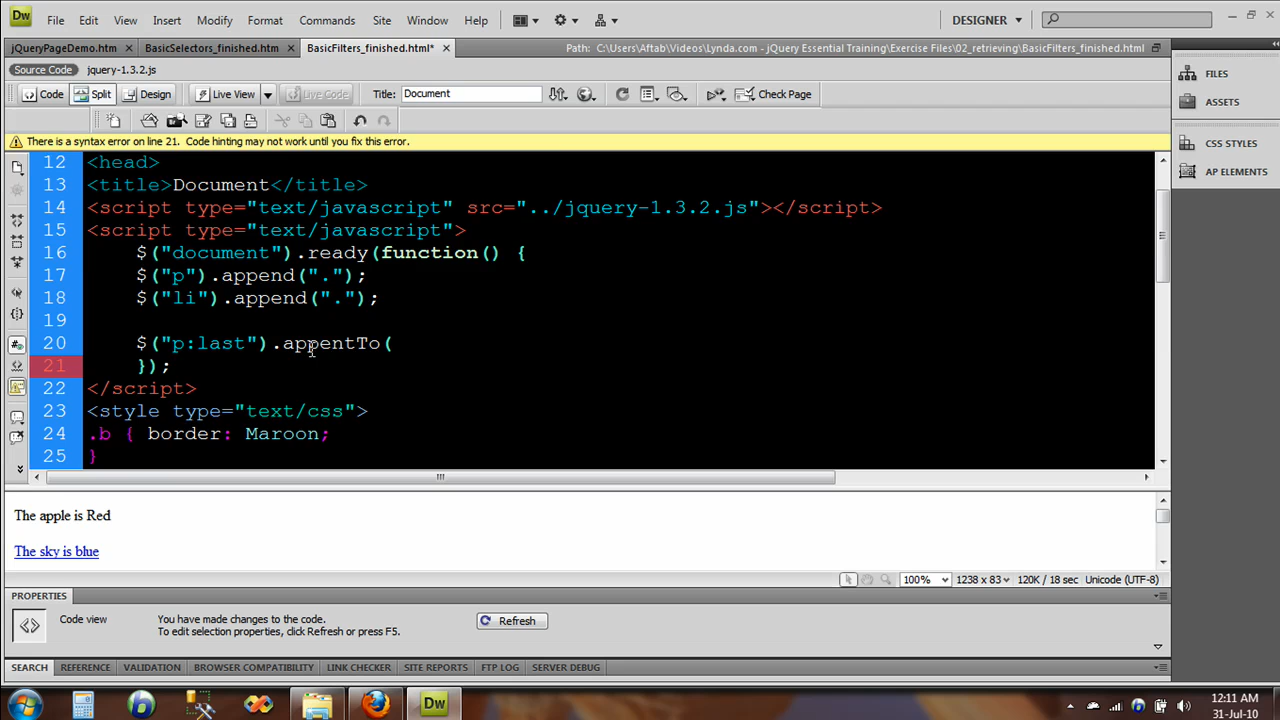 Dw File Edit View Insert Modify Format Commands Site Window Help DESIGNER
jQueryPageDemo.htm BasicSelectors_finished.htm BasicFilters_finished.html* Path: C:\Users\Aftab\Videos\Lynda.com - jQuery Essential Training\Exercise Files\02_retrieving\BasicFilters_finished.html
Source Code jquery-1.3.2.js
Code Split Design Live View Live Code Title: Document Check Page
There is a syntax error on line 21. Code hinting may not work until you fix this error.
12 <head>
13 <title>Document</title>
14 <script type="text/javascript" src="../jquery-1.3.2.js"></script>
15 <script type="text/javascript">
16 $("document").ready(function() {
17 $("p").append(".");
18 $("li").append(".");
19
20 $("p:last").appentTo(
21 });
22 </script>
23 <style type="text/css">
24 .b { border: Maroon;
25 }
The apple is Red
The sky is blue
100% 1238 x 83 120K / 18 sec Unicode (UTF-8)
PROPERTIES
Code view You have made changes to the code. Refresh
To edit selection properties, click Refresh or press F5.
SEARCH REFERENCE VALIDATION BROWSER COMPATIBILITY LINK CHECKER SITE REPORTS FTP LOG SERVER DEBUG
FILES
ASSETS
CSS STYLES
AP ELEMENTS
Dw
12:11 AM
31-Jul-10